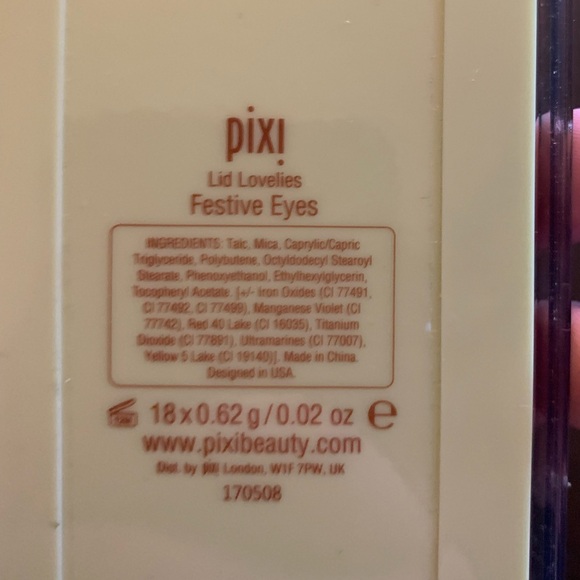 pixi
Lid Lovelies
Festive Eyes
INGREDIENTS: Talc, Mica, Caprylic/Capric
Triglyceride, Polybutene, Octyldodecyl Stearoyl
Stearate, Phenoxyethanol, Ethylhexylglycerin,
Tocopheryl Acetate. [+/- Iron Oxides (CI 77491,
CI 77492, CI 77499), Manganese Violet (CI
77742), Red 40 Lake (CI 16035), Titanium
Dioxide (CI 77891), Ultramarines (CI 77007),
Yellow 5 Lake (CI 19140)]. Made in China.
Designed in USA.
18 x 0.62 g / 0.02 oz e
www.pixibeauty.com
Dist. by pixi London, W1F 7PW, UK
170508